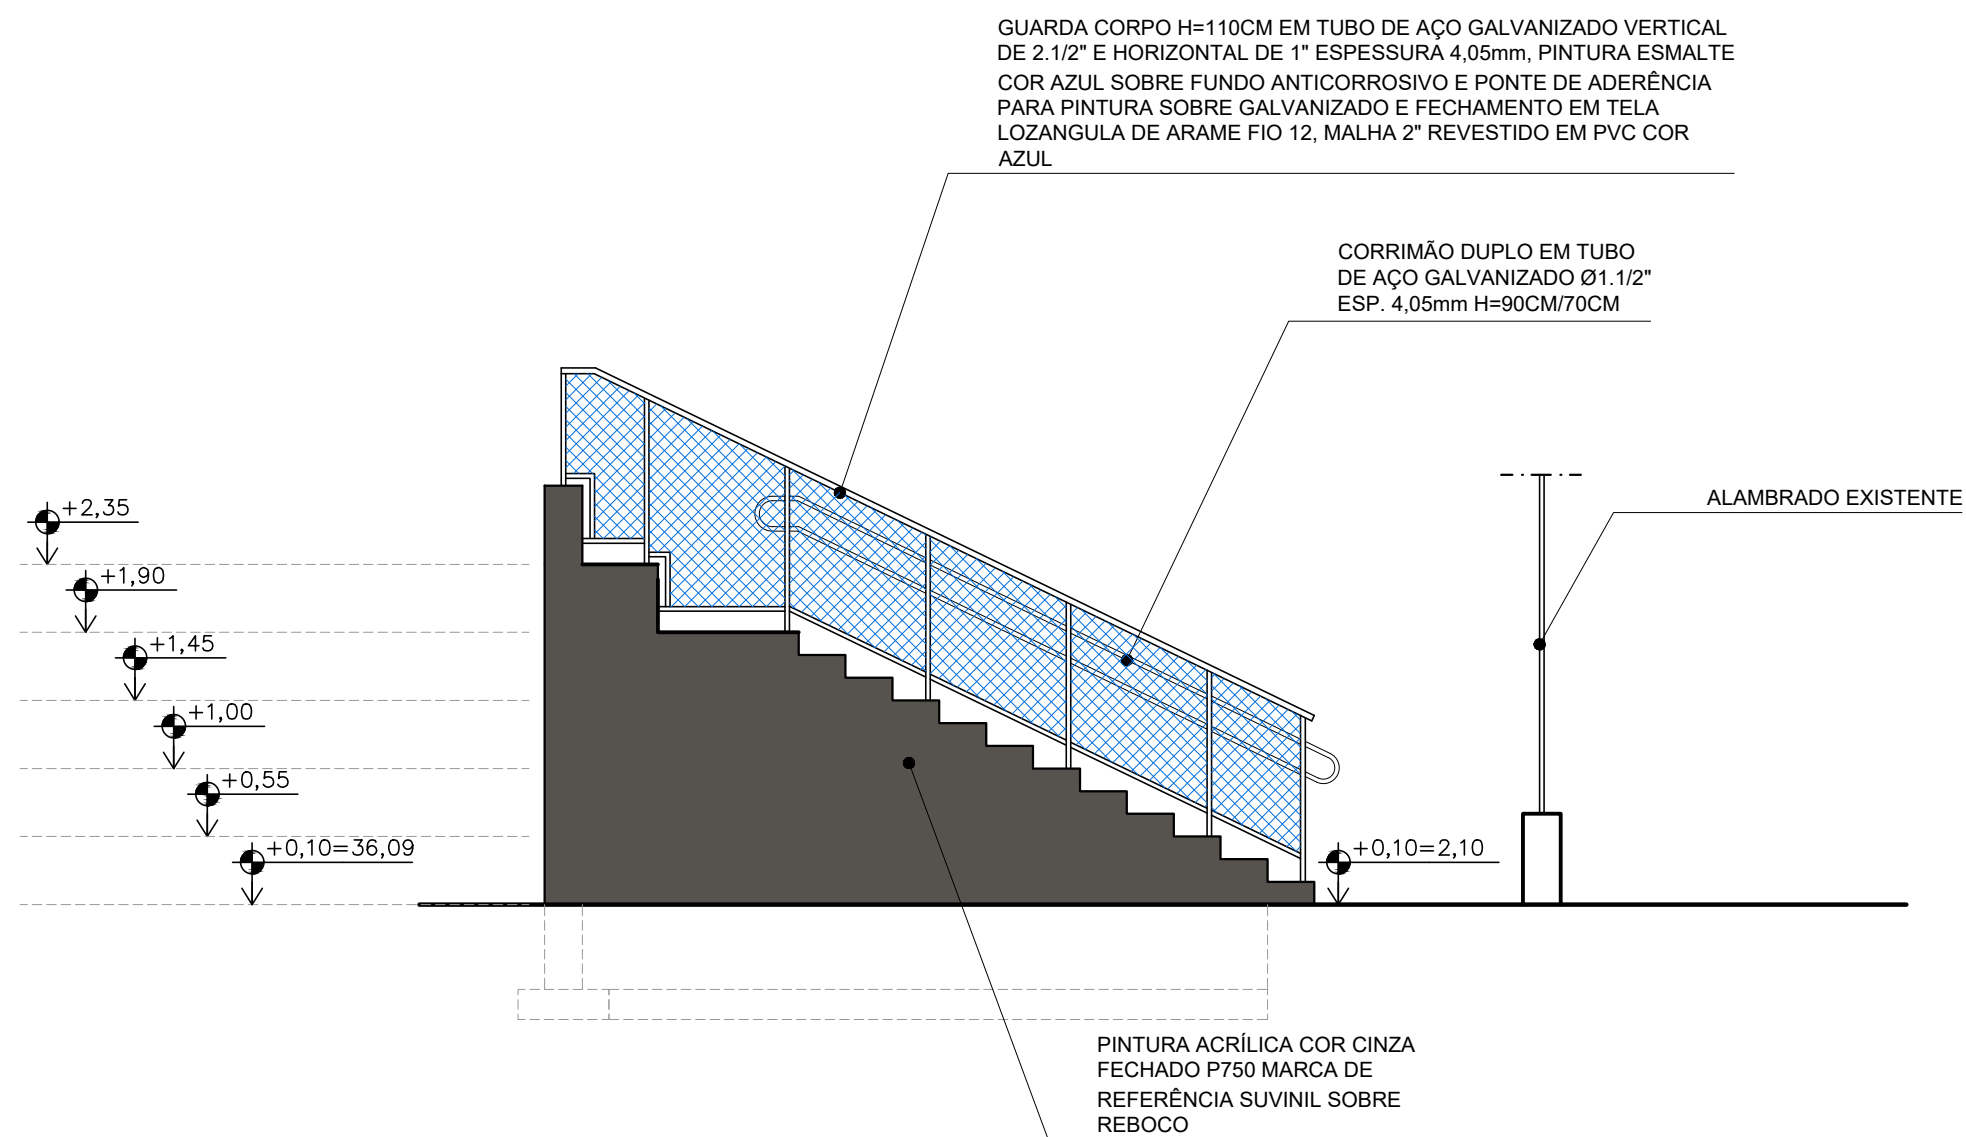 GUARDA CORPO H=110CM EM TUBO DE AÇO GALVANIZADO VERTICAL
DE 2.1/2" E HORIZONTAL DE 1" ESPESSURA 4,05mm, PINTURA ESMALTE
COR AZUL SOBRE FUNDO ANTICORROSIVO E PONTE DE ADERÊNCIA
PARA PINTURA SOBRE GALVANIZADO E FECHAMENTO EM TELA
LOZANGULA DE ARAME FIO 12, MALHA 2" REVESTIDO EM PVC COR
AZUL
CORRIMÃO DUPLO EM TUBO
DE AÇO GALVANIZADO Ø1.1/2"
ESP. 4,05mm H=90CM/70CM
ALAMBRADO EXISTENTE
+2,35
+1,90
+1,45
+1,00
+0,55
+0,10=36,09
+0,10=2,10
PINTURA ACRÍLICA COR CINZA
FECHADO P750 MARCA DE
REFERÊNCIA SUVINIL SOBRE
REBOCO